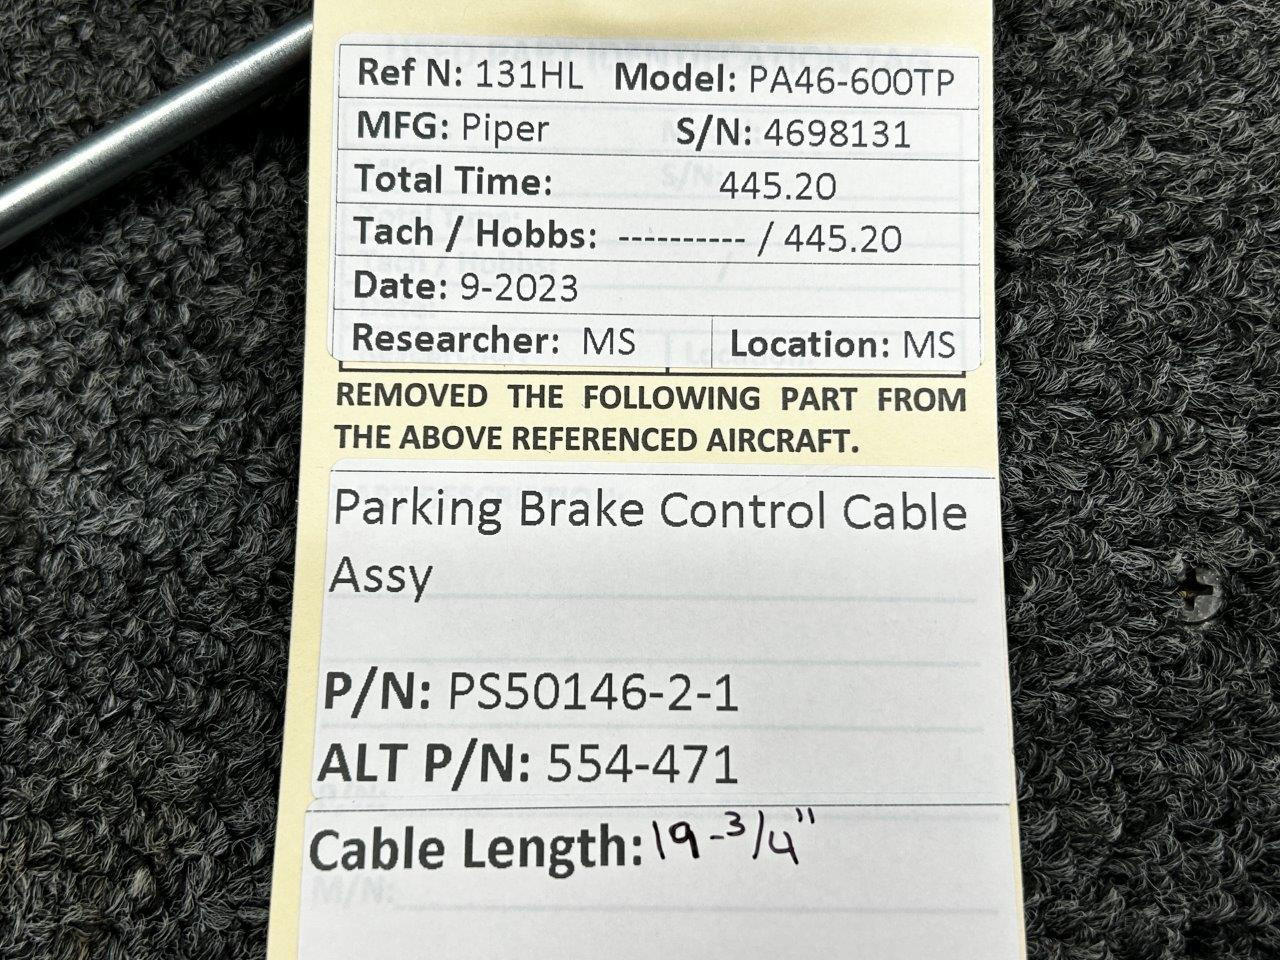 Ref N: 131HL Model: PA46-600TP
MFG: Piper S/N: 4698131
Total Time: 445.20
Tach / Hobbs: ---------- / 445.20
Date: 9-2023
Researcher: MS Location: MS
REMOVED THE FOLLOWING PART FROM
THE ABOVE REFERENCED AIRCRAFT.
Parking Brake Control Cable
Assy
P/N: PS50146-2-1
ALT P/N: 554-471
Cable Length: 19-3/4"
M/N: